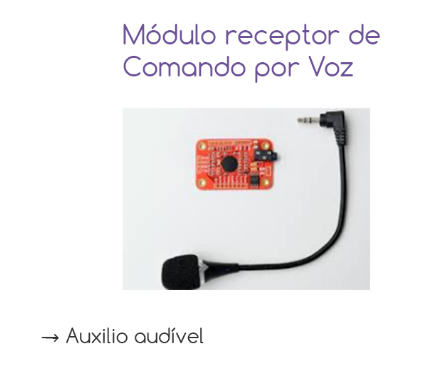 Módulo receptor de
Comando por Voz
→ Auxilio audível